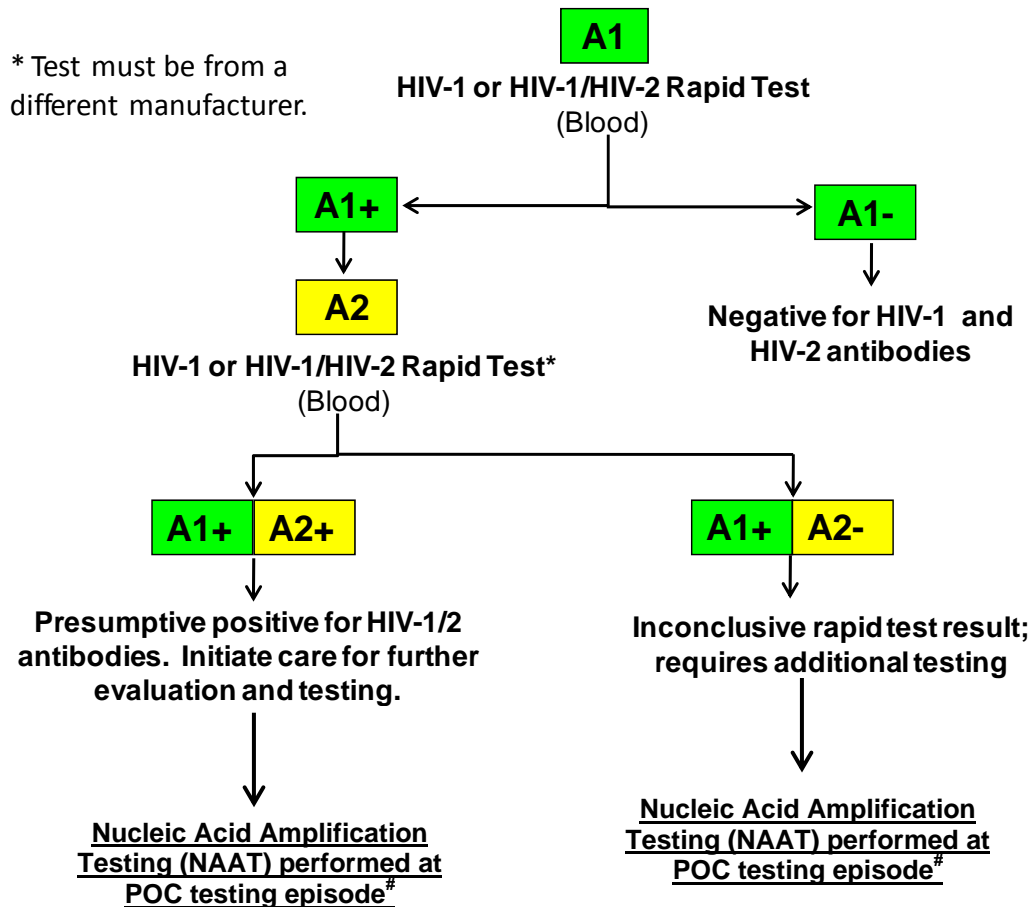 A1
* Test must be from a
different manufacturer.
HIV-1 or HIV-1/HIV-2 Rapid Test
(Blood)
A1+
A1-
A2
Negative for HIV-1 and
HIV-2 antibodies
HIV-1 or HIV-1/HIV-2 Rapid Test*
(Blood)
A1+ A2+
A1+ A2-
Presumptive positive for HIV-1/2
antibodies. Initiate care for further
evaluation and testing.
Inconclusive rapid test result;
requires additional testing
Nucleic Acid Amplification
Testing (NAAT) performed at
POC testing episode#
Nucleic Acid Amplification
Testing (NAAT) performed at
POC testing episode#